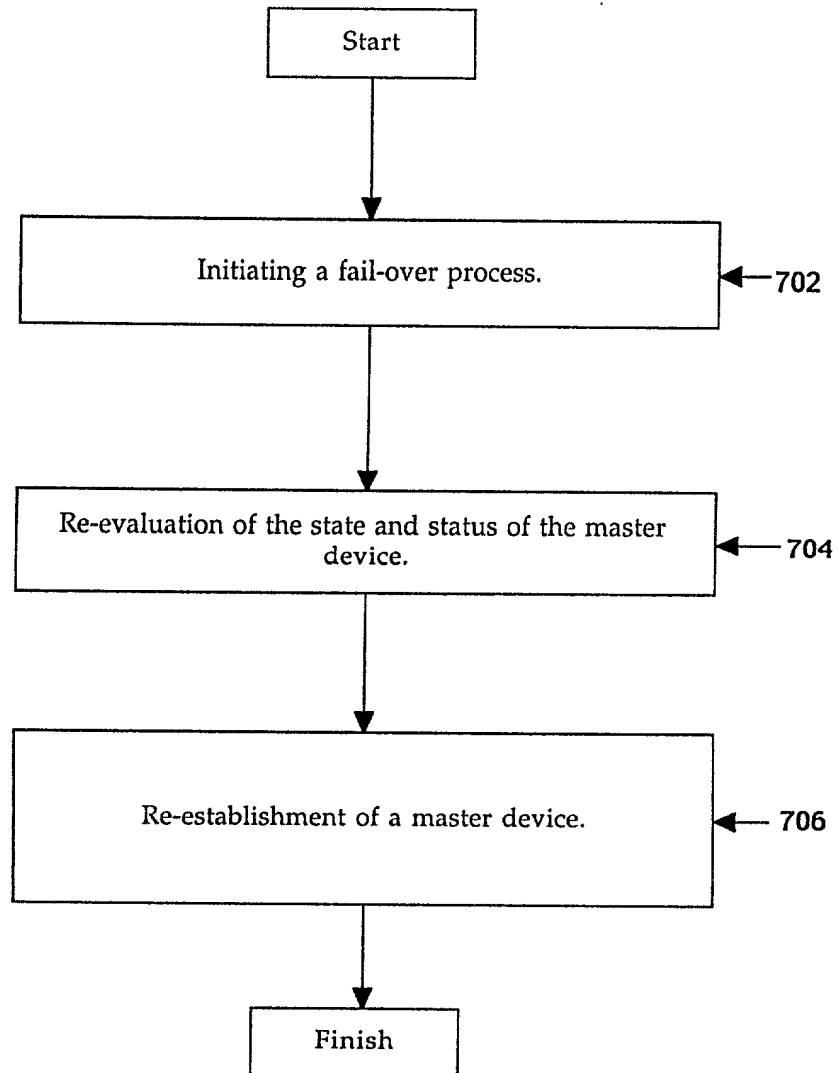 Start
Initiating a fail-over process.
702
Re-evaluation of the state and status of the master
device.
704
Re-establishment of a master device.
706
Finish